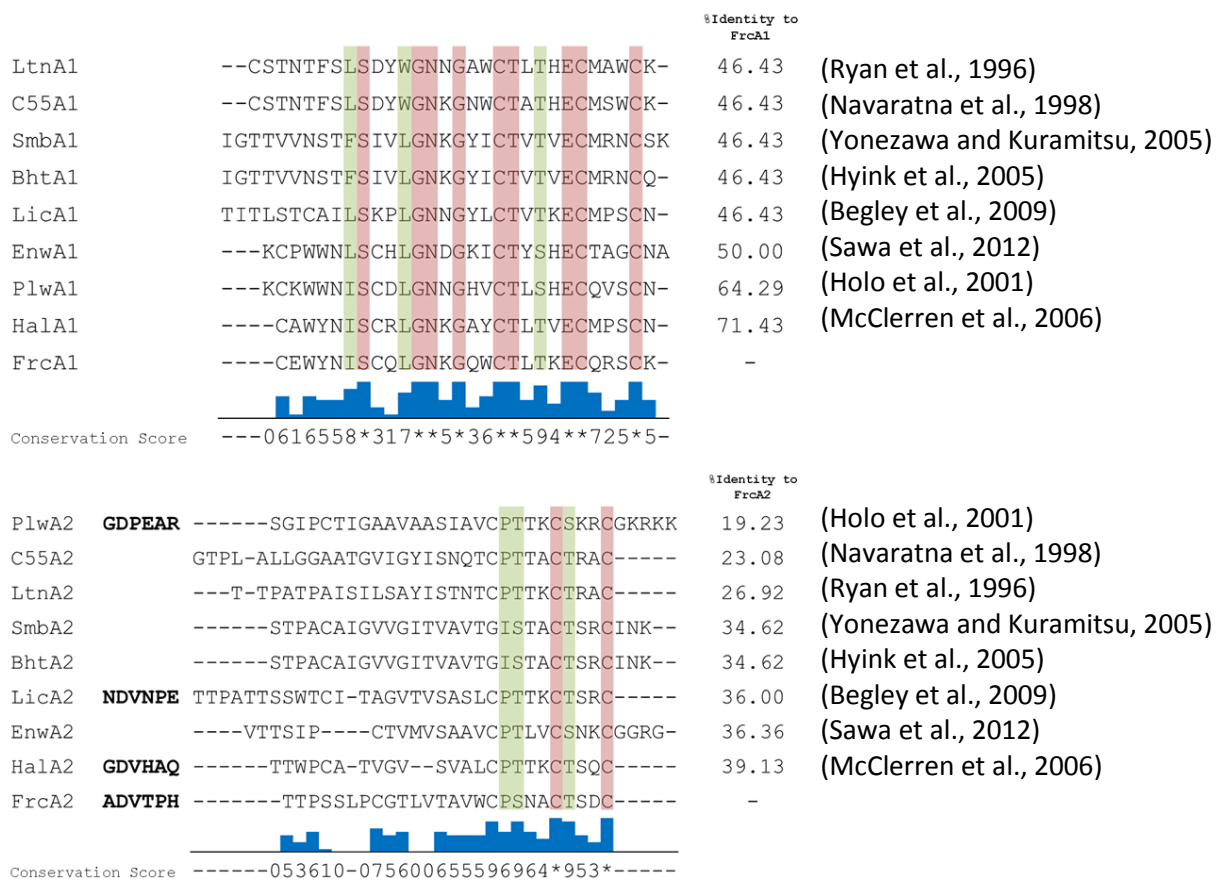 %Identity to
FrcA1
LtnA1 --CSTNTFSLSDYWGNNGAWCTLTHECMAWCK- 46.43 (Ryan et al., 1996)
C55A1 --CSTNTFSLSDYWGNKGNWCTATHECMSWCK- 46.43 (Navaratna et al., 1998)
SmbA1 IGTTVVNSTFSIVLGNKGYICTVTVECMRNCSK 46.43 (Yonezawa and Kuramitsu, 2005)
BhtA1 IGTTVVNSTFSIVLGNKGYICTVTVECMRNCQ- 46.43 (Hyink et al., 2005)
LicA1 TITLSTCAILSKPLGNNGYLCTVTKECMPSCN- 46.43 (Begley et al., 2009)
EnwA1 ---KCPWWNLSCHLGNDGKICTYSHECTAGCNA 50.00 (Sawa et al., 2012)
PlwA1 ---KCKWWNISCDLGNNGHVCTLSHECQVSCN- 64.29 (Holo et al., 2001)
HalA1 ----CAWYNISCRLGNKGAYCTLTVECMPSCN- 71.43 (McClerren et al., 2006)
FrcA1 ----CEWYNISCQLGNKGQWCTLTKECQRSCK- -
Conservation Score ---0616558*317**5*36**594**725*5-
%Identity to
FrcA2
PlwA2 GDPEAR ------SGIPCTIGAAVAASIAVCPTTKCSKRCGKRKK 19.23 (Holo et al., 2001)
C55A2 GTPL-ALLGGAATGVIGYISNQTCPTTACTRAC----- 23.08 (Navaratna et al., 1998)
LtnA2 ---T-TPATPAISILSAYISTNTCPTTKCTRAC----- 26.92 (Ryan et al., 1996)
SmbA2 ------STPACAIGVVGITVAVTGISTACTSRCINK-- 34.62 (Yonezawa and Kuramitsu, 2005)
BhtA2 ------STPACAIGVVGITVAVTGISTACTSRCINK-- 34.62 (Hyink et al., 2005)
LicA2 NDVNPE TTPATTSSWTCI-TAGVTVSASLCPTTKCTSRC----- 36.00 (Begley et al., 2009)
EnwA2 ----VTTSIP----CTVMVSAAVCPTLVCSNKCGGRG- 36.36 (Sawa et al., 2012)
HalA2 GDVHAQ ------TTWPCA-TVGV--SVALCPTTKCTSQC----- 39.13 (McClerren et al., 2006)
FrcA2 ADVTPH -------TTPSSLPCGTLVTAVWCPSNACTSDC----- -
Conservation Score ------053610-075600655596964*953*-----